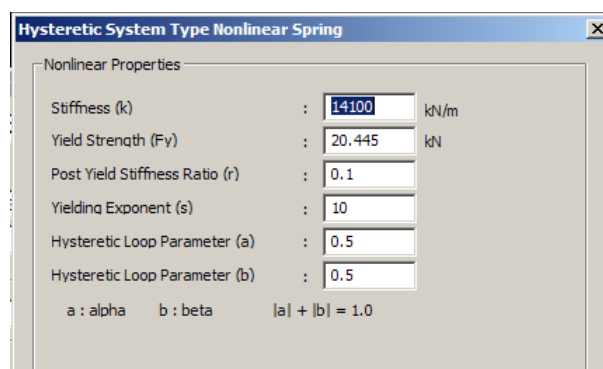 Hysteretic System Type Nonlinear Spring
Nonlinear Properties
Stiffness (k) : 14100 kN/m
Yield Strength (Fy) : 20.445 kN
Post Yield Stiffness Ratio (r) : 0.1
Yielding Exponent (s) : 10
Hysteretic Loop Parameter (a) : 0.5
Hysteretic Loop Parameter (b) : 0.5
a : alpha b : beta |a| + |b| = 1.0